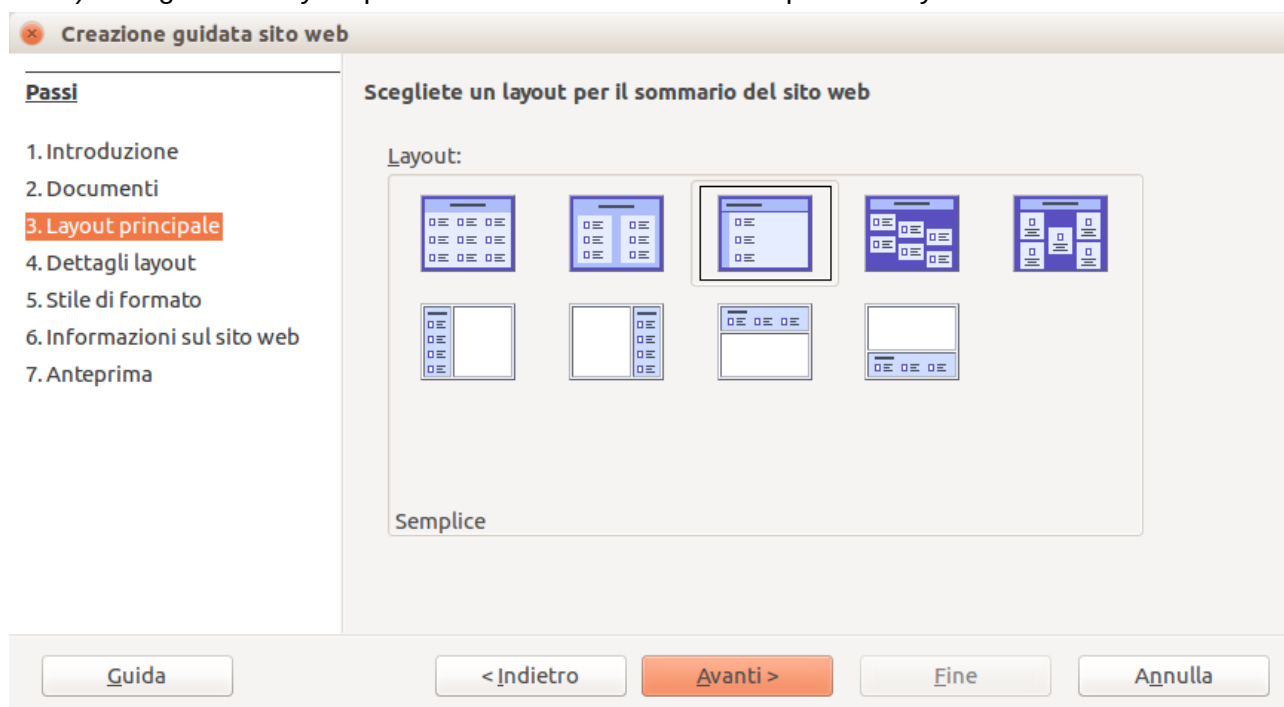 Creazione guidata sito web
Passi
1. Introduzione
2. Documenti
3. Layout principale
4. Dettagli layout
5. Stile di formato
6. Informazioni sul sito web
7. Anteprima
Scegliete un layout per il sommario del sito web
Layout:
Semplice
Guida
< Indietro
Avanti >
Fine
Annulla